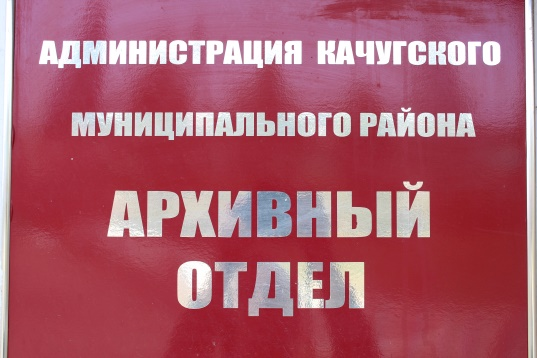 АДМИНИСТРАЦИЯ КАЧУГСКОГО
МУНИЦИПАЛЬНОГО РАЙОНА
АРХИВНЫЙ
ОТДЕЛ